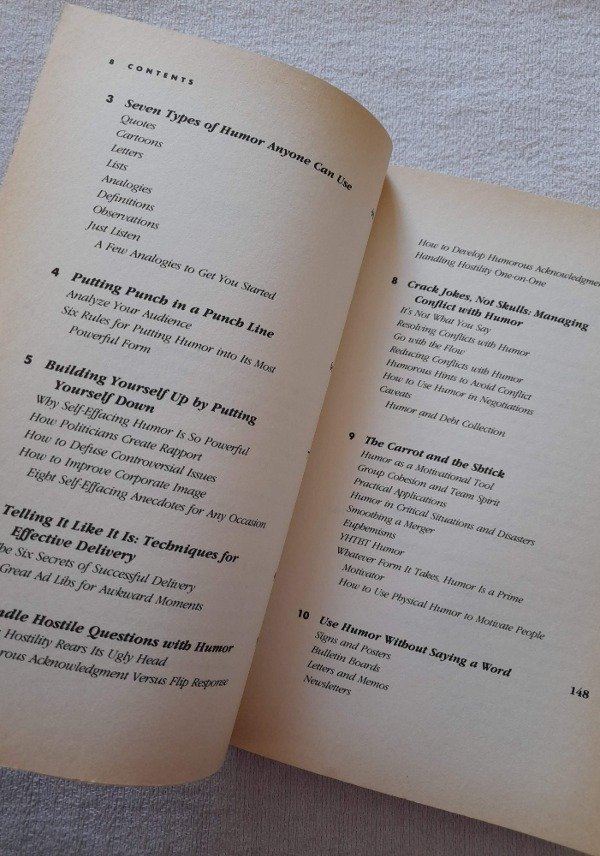 8 CONTENTS
3 Seven Types of Humor Anyone Can Use
Quotes
Cartoons
Letters
Lists
Analogies
Definitions
Observations
Just Listen
A Few Analogies to Get You Started
4 Putting Punch in a Punch Line
Analyze Your Audience
Six Rules for Putting Humor into Its Most
Powerful Form
5 Building Yourself Up by Putting
Yourself Down
Why Self-Effacing Humor Is So Powerful
How Politicians Create Rapport
How to Defuse Controversial Issues
How to Improve Corporate Image
Eight Self-Effacing Anecdotes for Any Occasion
Telling It Like It Is: Techniques for
Effective Delivery
Six Secrets of Successful Delivery
Great Ad Libs for Awkward Moments
Hostile Questions with Humor
Hostility Rears Its Ugly Head
Acknowledgment Versus Flip Response
How to Develop Humorous
Handling Hostility One-on-One
8 Crack Jokes, Not Skulls: Managing
Conflict with Humor
It's Not What You Say
Resolving Conflicts with Humor
Go with the Flow
Reducing Conflicts with Humor
Humorous Hints to Avoid Conflict
How to Use Humor in Negotiations
Caveats
Humor and Debt Collection
9 The Carrot and the Shtick
Humor as a Motivational Tool
Group Cohesion and Team Spirit
Practical Applications
Humor in Critical Situations and Disasters
Smoothing a Merger
Euphemisms
YHTBT Humor
Whatever Form It Takes, Humor Is a Prime
Motivator
How to Use Physical Humor to Motivate People
10 Use Humor Without Saying a Word 148
Signs and Posters
Bulletin Boards
Letters and Memos
Newsletters